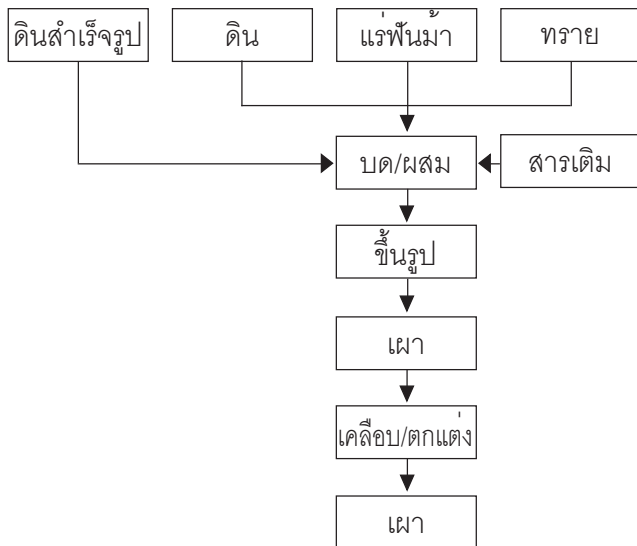 ดินสำเร็จรูป
ดิน
แร่ฟันม้า
ทราย
บด/ผสม
สารเติม
ขึ้นรูป
เผา
เคลือบ/ตกแต่ง
เผา